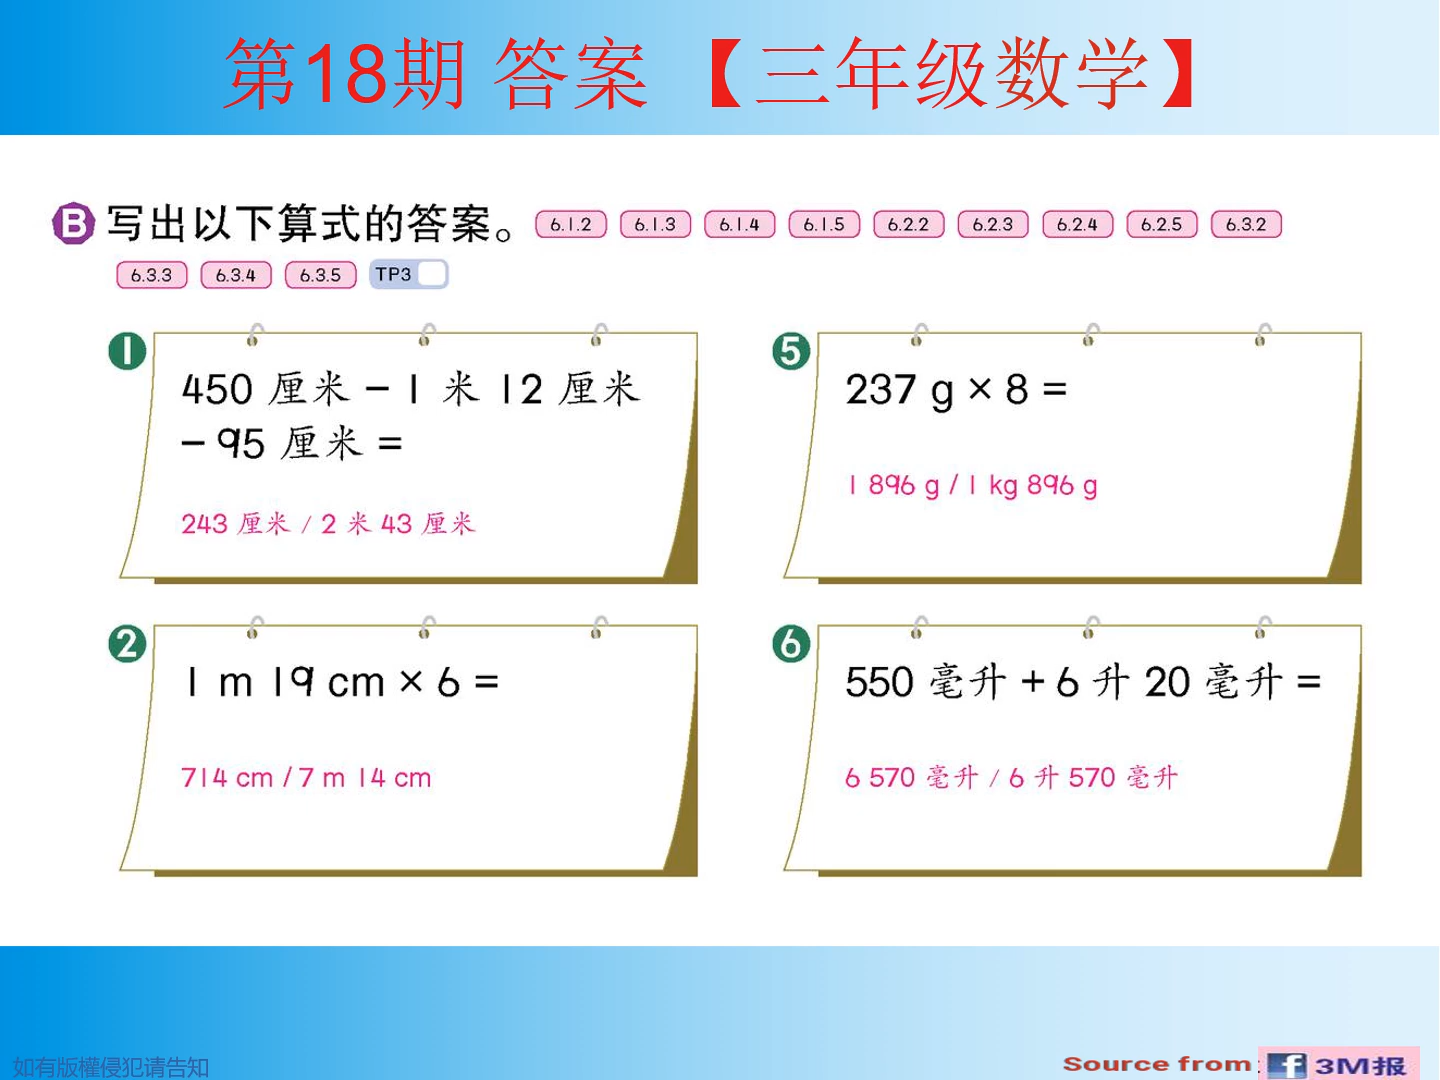 第18期 答案 【三年级数学】
B 写出以下算式的答案。 6.1.2 6.1.3 6.1.4 6.1.5 6.2.2 6.2.3 6.2.4 6.2.5 6.3.2
6.3.3 6.3.4 6.3.5 TP3
1
450 厘米 – 1 米 12 厘米
– 95 厘米 =
243 厘米 / 2 米 43 厘米
2
1 m 19 cm × 6 =
714 cm / 7 m 14 cm
5
237 g × 8 =
1 896 g / 1 kg 896 g
6
550 毫升 + 6 升 20 毫升 =
6 570 毫升 / 6 升 570 毫升
如有版權侵犯请告知
Source from : f 3M报